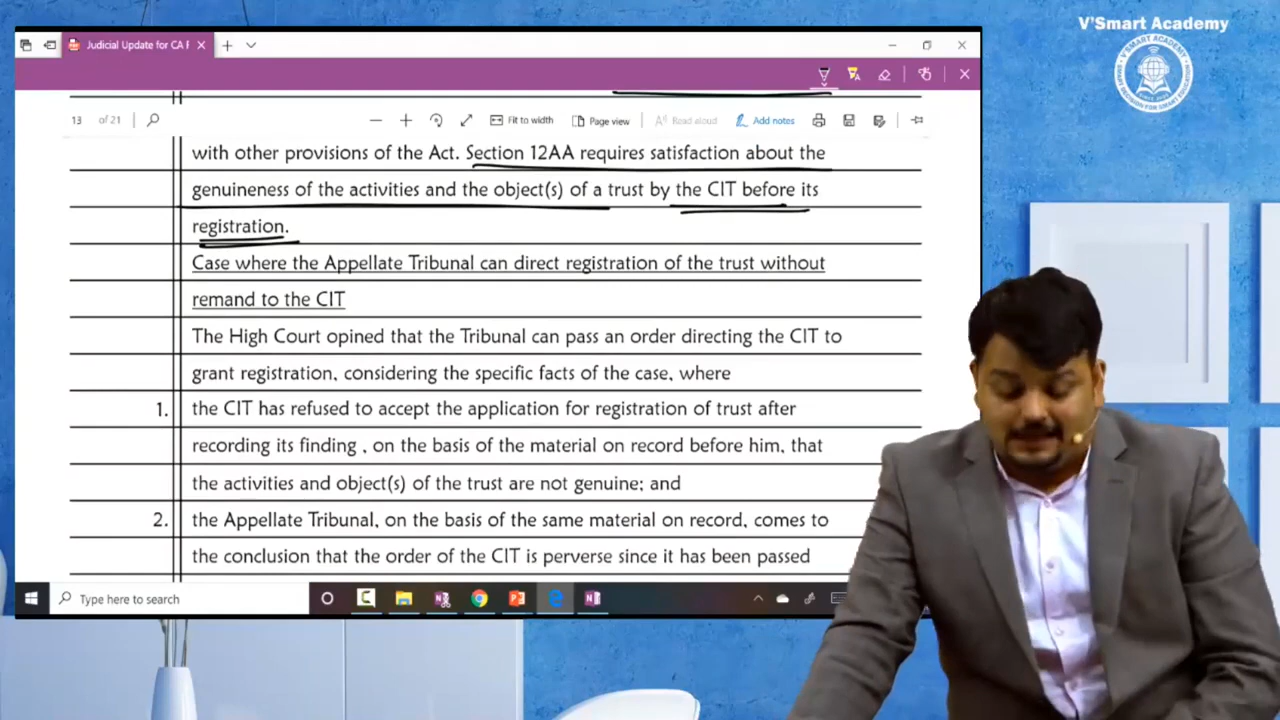 V'Smart Academy
Judicial Update for CA F
13 of 21
Fit to width
Page view
Read aloud
Add notes
with other provisions of the Act. Section 12AA requires satisfaction about the
genuineness of the activities and the object(s) of a trust by the CIT before its
registration.
Case where the Appellate Tribunal can direct registration of the trust without
remand to the CIT
The High Court opined that the Tribunal can pass an order directing the CIT to
grant registration, considering the specific facts of the case, where
1. the CIT has refused to accept the application for registration of trust after
recording its finding , on the basis of the material on record before him, that
the activities and object(s) of the trust are not genuine; and
2. the Appellate Tribunal, on the basis of the same material on record, comes to
the conclusion that the order of the CIT is perverse since it has been passed
Type here to search